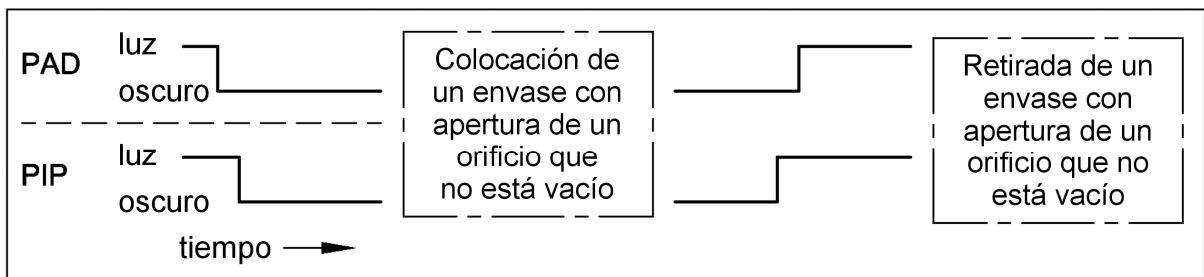 PAD
luz
oscuro
PIP
luz
oscuro
tiempo
Colocación de
un envase con
apertura de un
orificio que
no está vacío
Retirada de un
envase con
apertura de un
orificio que no
está vacío